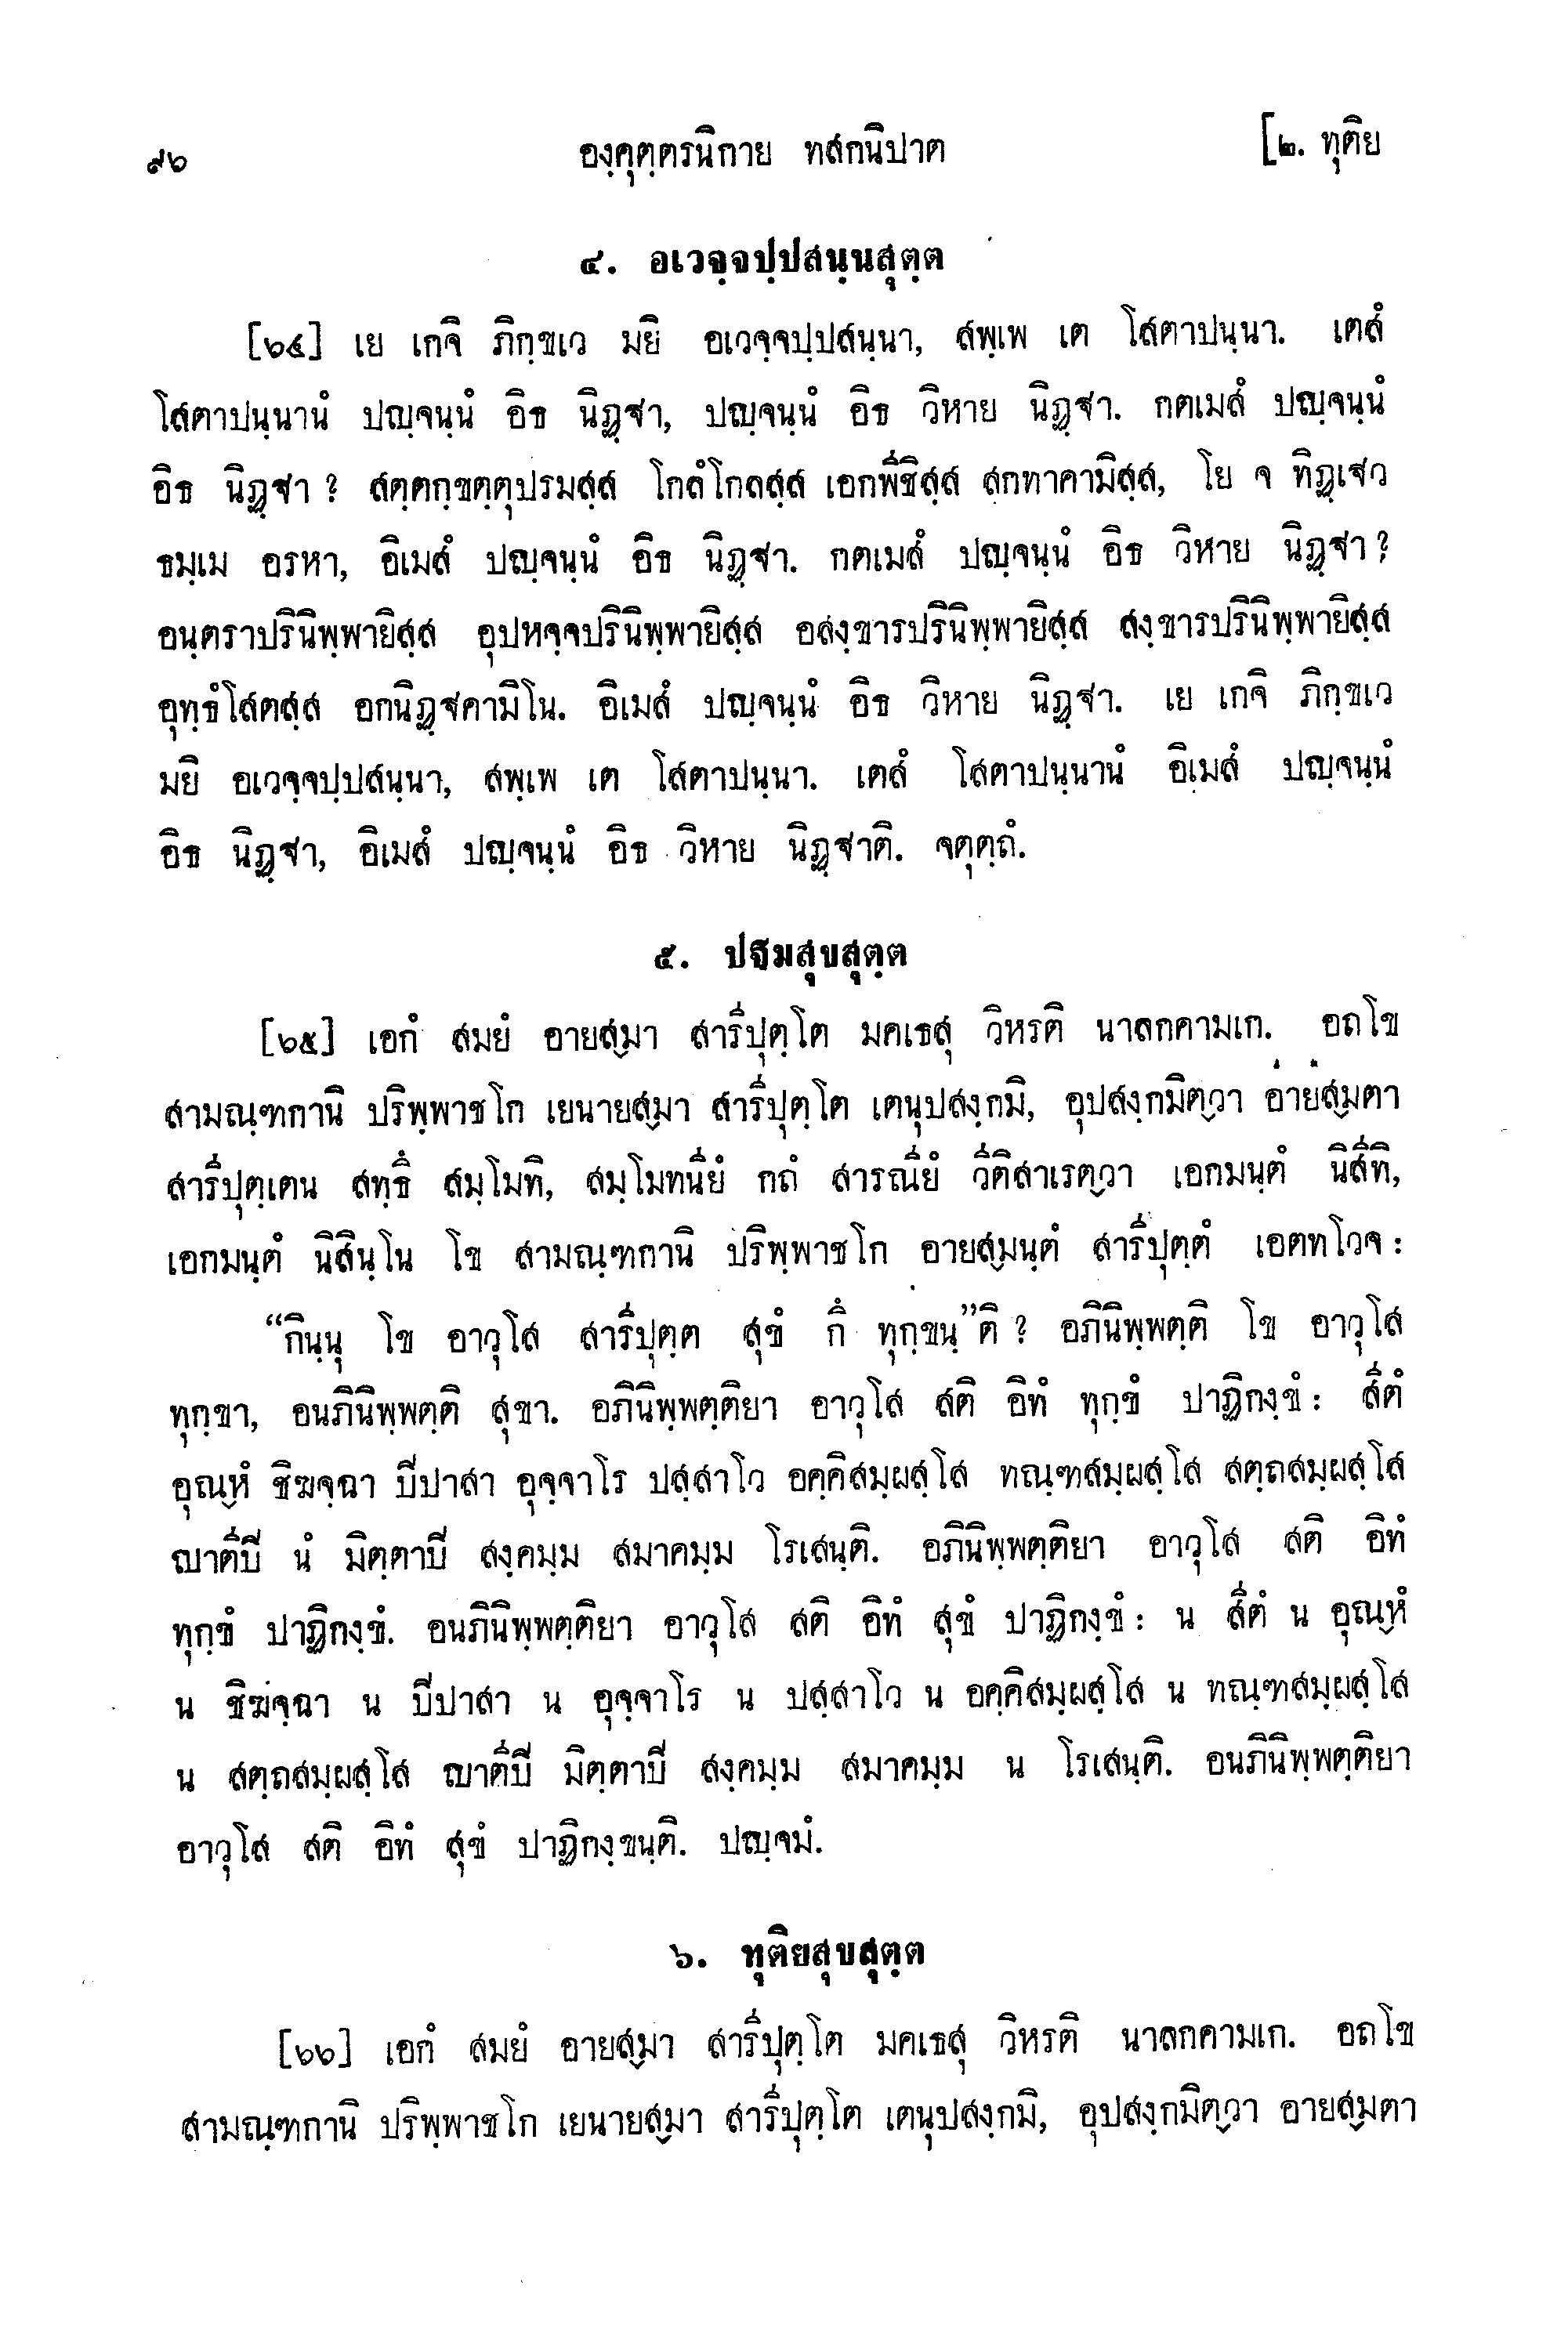 ๙๖ องฺคุตฺตรนิกาย ทสกนิปาต [๒. ทุติย
๔. อเวจฺจปฺปสนฺนสุตฺต
[๖๔] เย เกจิ ภิกฺขเว มยิ อเวจฺจปฺปสนฺนา, สพฺเพ เต โสตาปนฺนา. เตสํ
โสตาปนฺนานํ ปญฺจนฺนํ อิธ นิฏฺฐา, ปญฺจนฺนํ อิธ วิหาย นิฏฺฐา. กตเมสํ ปญฺจนฺนํ
อิธ นิฏฺฐา ? สตฺตกฺขตฺตุปรมสฺส โกลํโกลสฺส เอกพีชิสฺส สกทาคามิสฺส, โย จ ทิฏฺเฐว
ธมฺเม อรหา, อิเมสํ ปญฺจนฺนํ อิธ นิฏฺฐา. กตเมสํ ปญฺจนฺนํ อิธ วิหาย นิฏฺฐา ?
อนฺตราปรินิพฺพายิสฺส อุปหจฺจปรินิพฺพายิสฺส อสงฺขารปรินิพฺพายิสฺส สงฺขารปรินิพฺพายิสฺส
อุทฺธํโสตสฺส อกนิฏฺฐคามิโน. อิเมสํ ปญฺจนฺนํ อิธ วิหาย นิฏฺฐา. เย เกจิ ภิกฺขเว
มยิ อเวจฺจปฺปสนฺนา, สพฺเพ เต โสตาปนฺนา. เตสํ โสตาปนฺนานํ อิเมสํ ปญฺจนฺนํ
อิธ นิฏฺฐา, อิเมสํ ปญฺจนฺนํ อิธ วิหาย นิฏฺฐาติ. จตุตฺถํ.
๕. ปฐมสุขสุตฺต
[๖๕] เอกํ สมยํ อายสฺมา สารีปุตฺโต มคเธสุ วิหรติ นาลกคามเก. อถโข
สามณฺฑกานิ ปริพฺพาชโก เยนายสฺมา สารีปุตฺโต เตนุปสงฺกมิ, อุปสงฺกมิตฺวา อายสฺมตา
สารีปุตฺเตน สทฺธึ สมฺโมทิ, สมฺโมทนียํ กถํ สารณียํ วีติสาเรตฺวา เอกมนฺตํ นิสีทิ,
เอกมนฺตํ นิสินฺโน โข สามณฺฑกานิ ปริพฺพาชโก อายสฺมนฺตํ สารีปุตฺตํ เอตทโวจ :
“กินฺนุ โข อาวุโส สารีปุตฺต สุขํ กึ ทุกฺขนฺ”ติ ? อภินิพฺพตฺติ โข อาวุโส
ทุกฺขา, อนภินิพฺพตฺติ สุขา. อภินิพฺพตฺติยา อาวุโส สติ อิทํ ทุกฺขํ ปาฏิกงฺขํ : สีตํ
อุณฺหํ ชิฆจฺฉา ปีปาสา อุจฺจาโร ปสฺสาโว อคฺคิสมฺผสฺโส ทณฺฑสมฺผสฺโส สตฺถสมฺผสฺโส
ญาตีปี นํ มิตฺตาปี สงฺคมฺม สมาคมฺม โรเสนฺติ. อภินิพฺพตฺติยา อาวุโส สติ อิทํ
ทุกฺขํ ปาฏิกงฺขํ. อนภินิพฺพตฺติยา อาวุโส สติ อิทํ สุขํ ปาฏิกงฺขํ : น สีตํ น อุณฺหํ
น ชิฆจฺฉา น ปีปาสา น อุจฺจาโร น ปสฺสาโว น อคฺคิสมฺผสฺโส น ทณฺฑสมฺผสฺโส
น สตฺถสมฺผสฺโส ญาตีปี มิตฺตาปี สงฺคมฺม สมาคมฺม น โรเสนฺติ. อนภินิพฺพตฺติยา
อาวุโส สติ อิทํ สุขํ ปาฏิกงฺขนฺติ. ปญฺจมํ.
๖. ทุติยสุขสุตฺต
[๖๖] เอกํ สมยํ อายสฺมา สารีปุตฺโต มคเธสุ วิหรติ นาลกคามเก. อถโข
สามณฺฑกานิ ปริพฺพาชโก เยนายสฺมา สารีปุตฺโต เตนุปสงฺกมิ, อุปสงฺกมิตฺวา อายสฺมตา